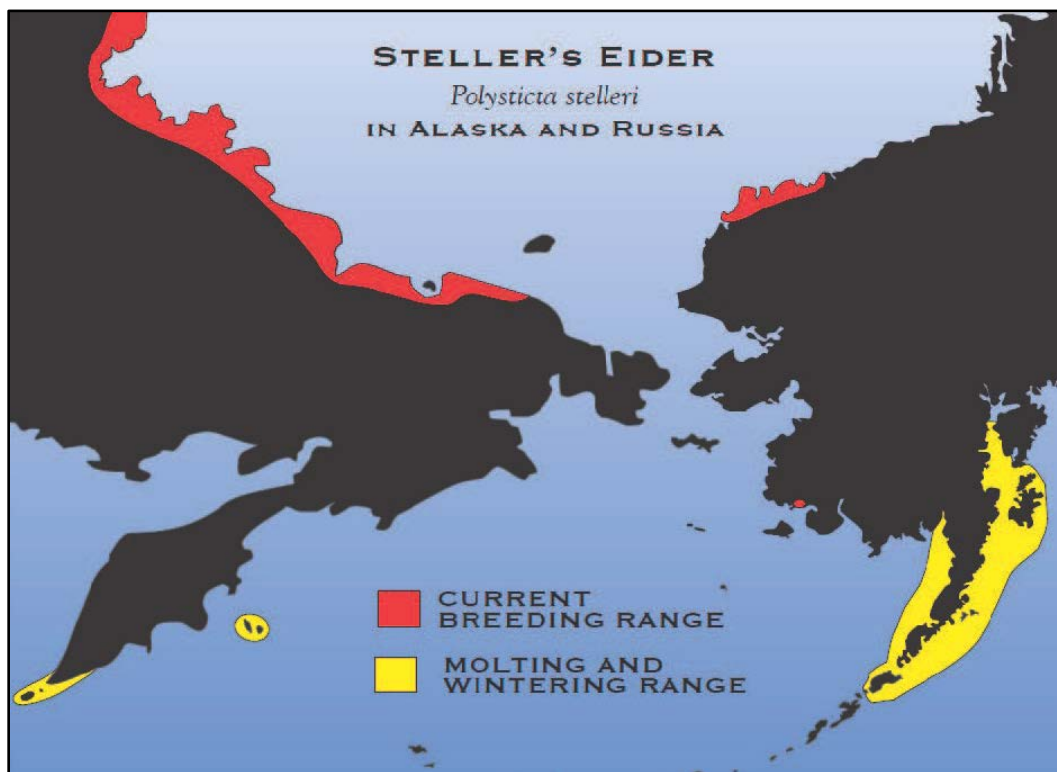 STELLER'S EIDER
Polysticta stelleri
IN ALASKA AND RUSSIA
CURRENT
BREEDING RANGE
MOLTING AND
WINTERING RANGE